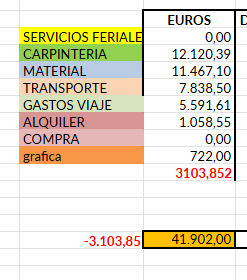 EUROS
SERVICIOS FERIALE 0,00
CARPINTERIA 12.120,39
MATERIAL 11.467,10
TRANSPORTE 7.838,50
GASTOS VIAJE 5.591,61
ALQUILER 1.058,55
COMPRA 0,00
grafica 722,00
3103,852
-3.103,85 41.902,00